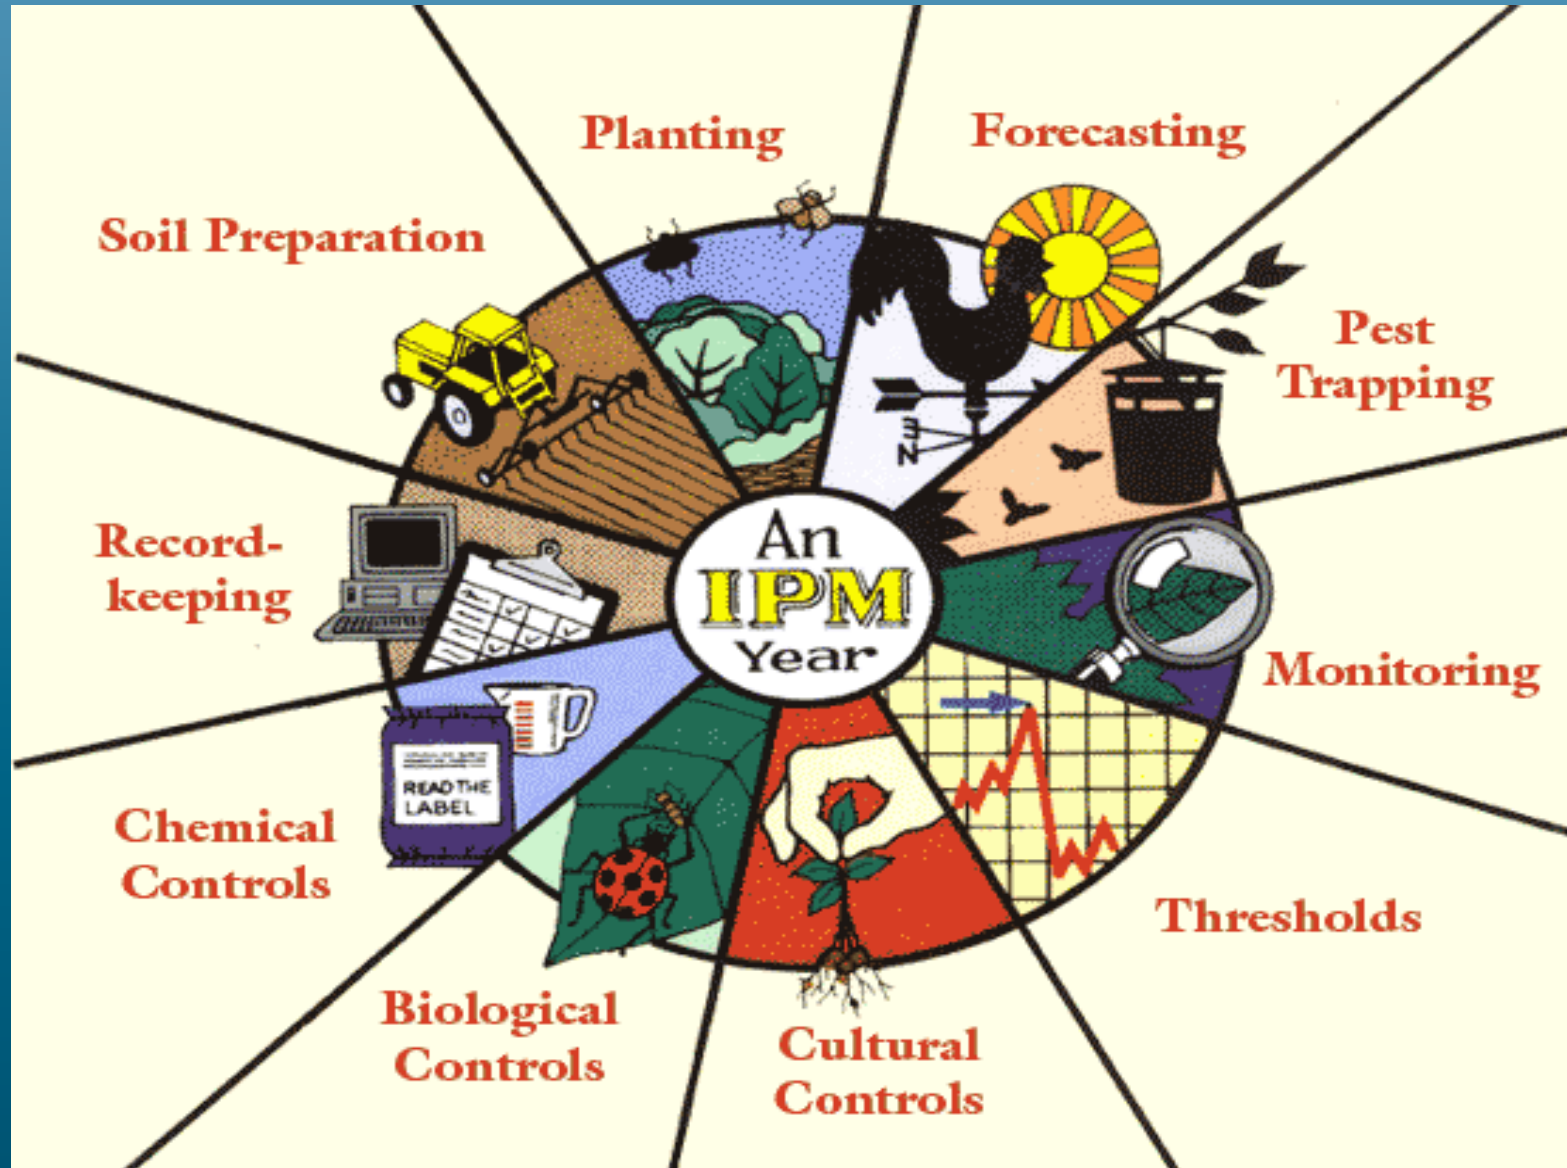 Planting
Forecasting
Soil Preparation
Pest
Trapping
E
N
Record-
keeping
An
IPM
Year
Monitoring
READ THE
LABEL
Chemical
Controls
Thresholds
Biological
Controls
Cultural
Controls